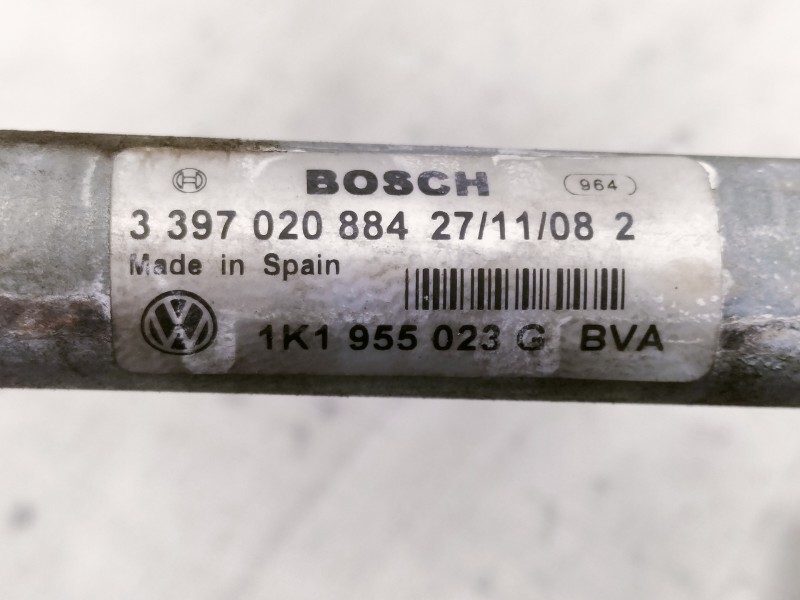 BOSCH 964
3 397 020 884 27/11/08 2
Made in Spain
1K1 955 023 G BVA